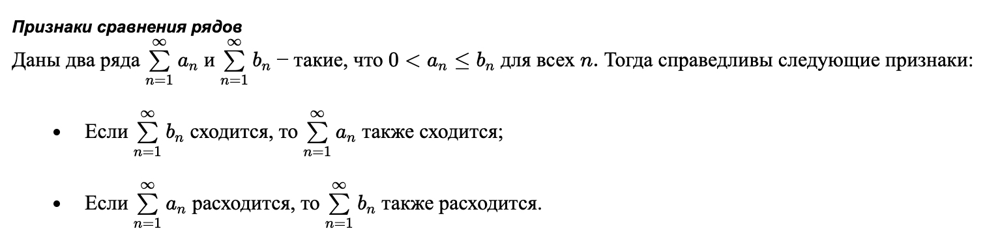 Признаки сравнения рядов
Даны два ряда $\sum\limits_{n=1}^{\infty} a_n$ и $\sum\limits_{n=1}^{\infty} b_n$ – такие, что $0 < a_n \leq b_n$ для всех $n$. Тогда справедливы следующие признаки:
• Если $\sum\limits_{n=1}^{\infty} b_n$ сходится, то $\sum\limits_{n=1}^{\infty} a_n$ также сходится;
• Если $\sum\limits_{n=1}^{\infty} a_n$ расходится, то $\sum\limits_{n=1}^{\infty} b_n$ также расходится.